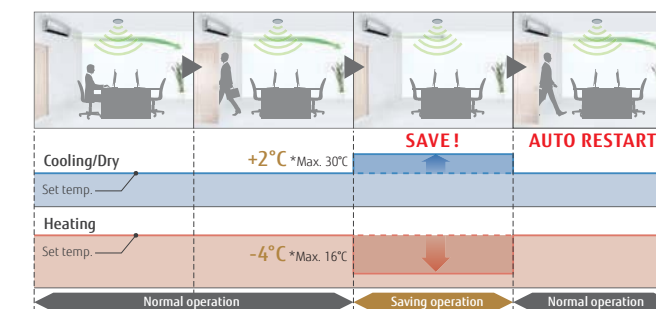 SAVE! AUTO RESTART
Cooling/Dry +2°C *Max. 30℃
Set temp.
Heating
Set temp. -4°C *Max. 16℃
Normal operation Saving operation Normal operation